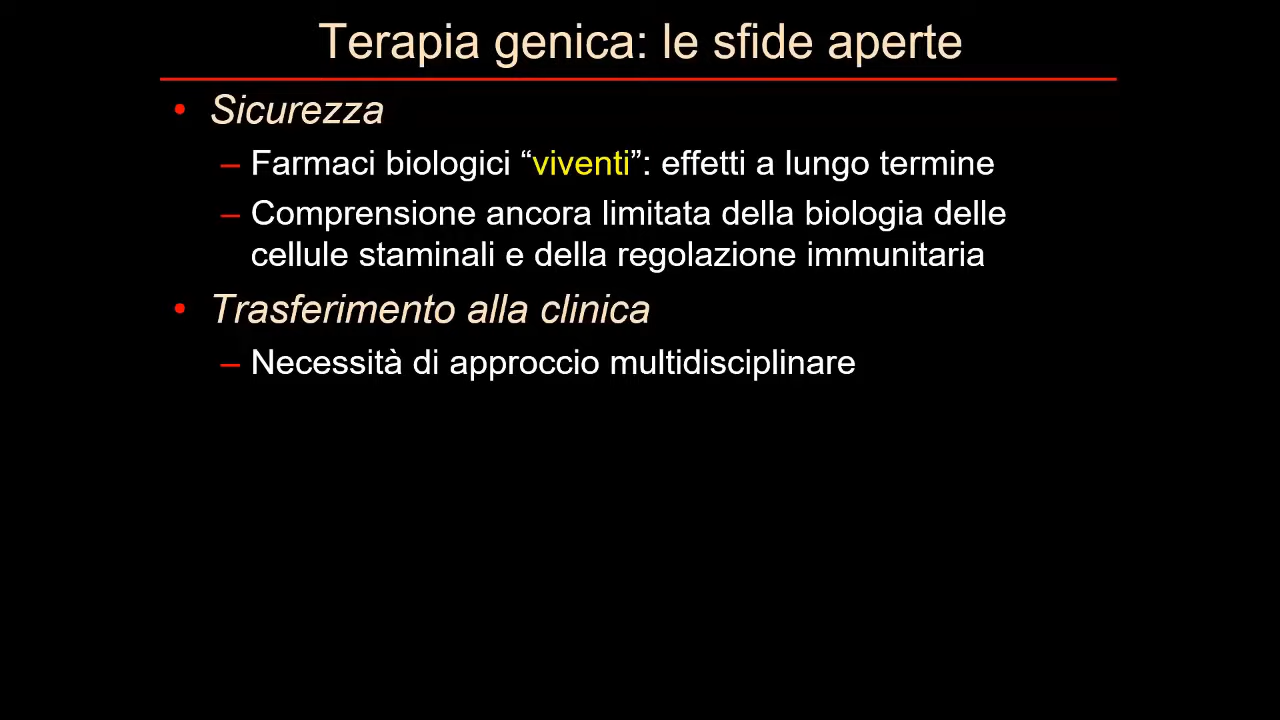 Terapia genica: le sfide aperte
• Sicurezza
– Farmaci biologici “viventi”: effetti a lungo termine
– Comprensione ancora limitata della biologia delle
cellule staminali e della regolazione immunitaria
• Trasferimento alla clinica
– Necessità di approccio multidisciplinare